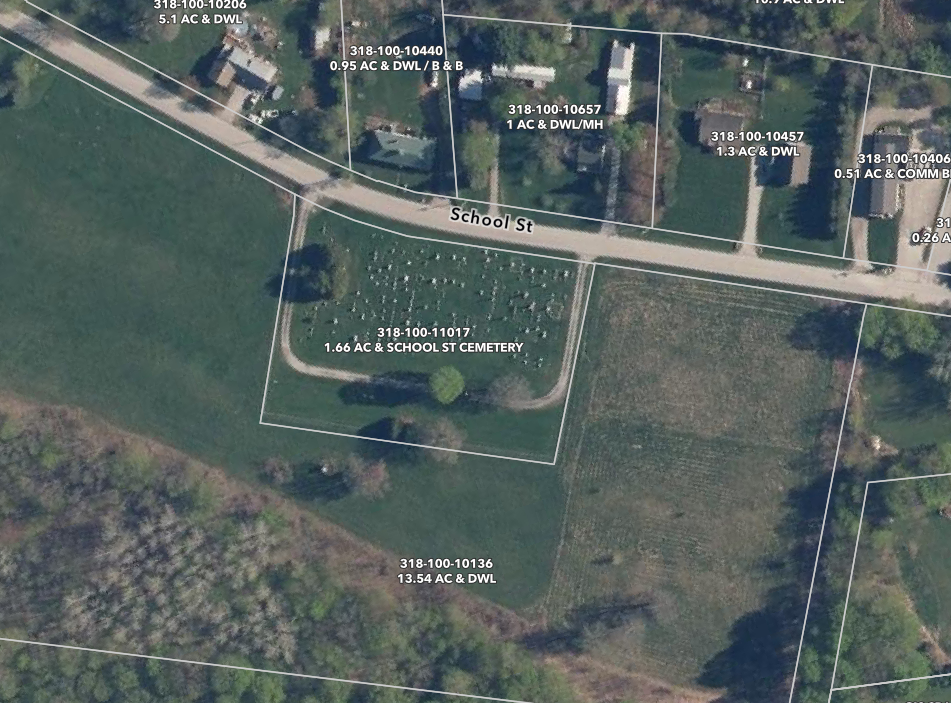 318-100-10206
5.1 AC & DWL
318-100-10440
0.95 AC & DWL / B & B
318-100-10657
1 AC & DWL/MH
318-100-10457
1.3 AC & DWL
318-100-10406
0.51 AC & COMM
0.26 A
School St
318-100-11017
1.66 AC & SCHOOL ST CEMETERY
318-100-10136
13.54 AC & DWL